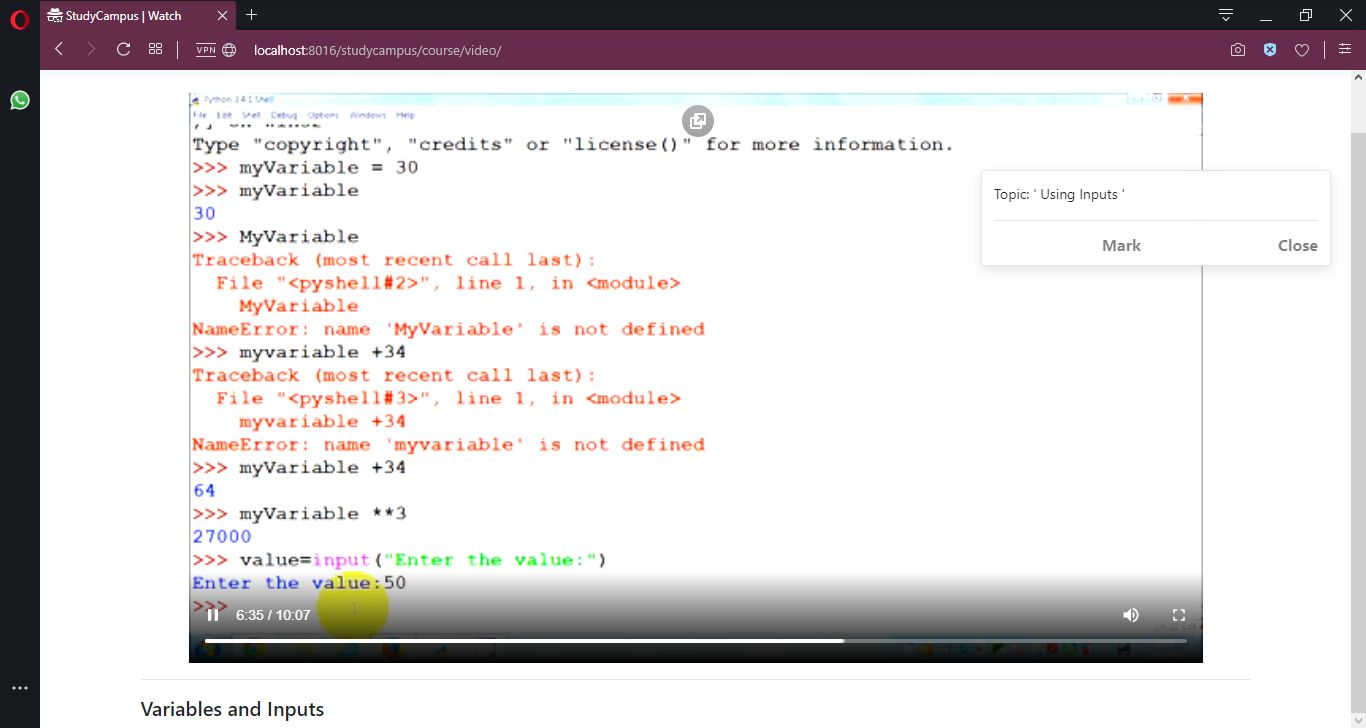 StudyCampus | Watch
VPN
localhost:8016/studycampus/course/video/
Python 3.4.1 Shell
File Edit Shell Debug Options Windows Help
Type "copyright", "credits" or "license()" for more information.
>>> myVariable = 30
>>> myVariable
30
>>> MyVariable
Traceback (most recent call last):
File "<pyshell#2>", line 1, in <module>
MyVariable
NameError: name 'MyVariable' is not defined
>>> myvariable +34
Traceback (most recent call last):
File "<pyshell#3>", line 1, in <module>
myvariable +34
NameError: name 'myvariable' is not defined
>>> myVariable +34
64
>>> myVariable **3
27000
>>> value=input("Enter the value:")
Enter the value:50
>>>
Topic: ' Using Inputs '
Mark Close
6:35 / 10:07
Variables and Inputs